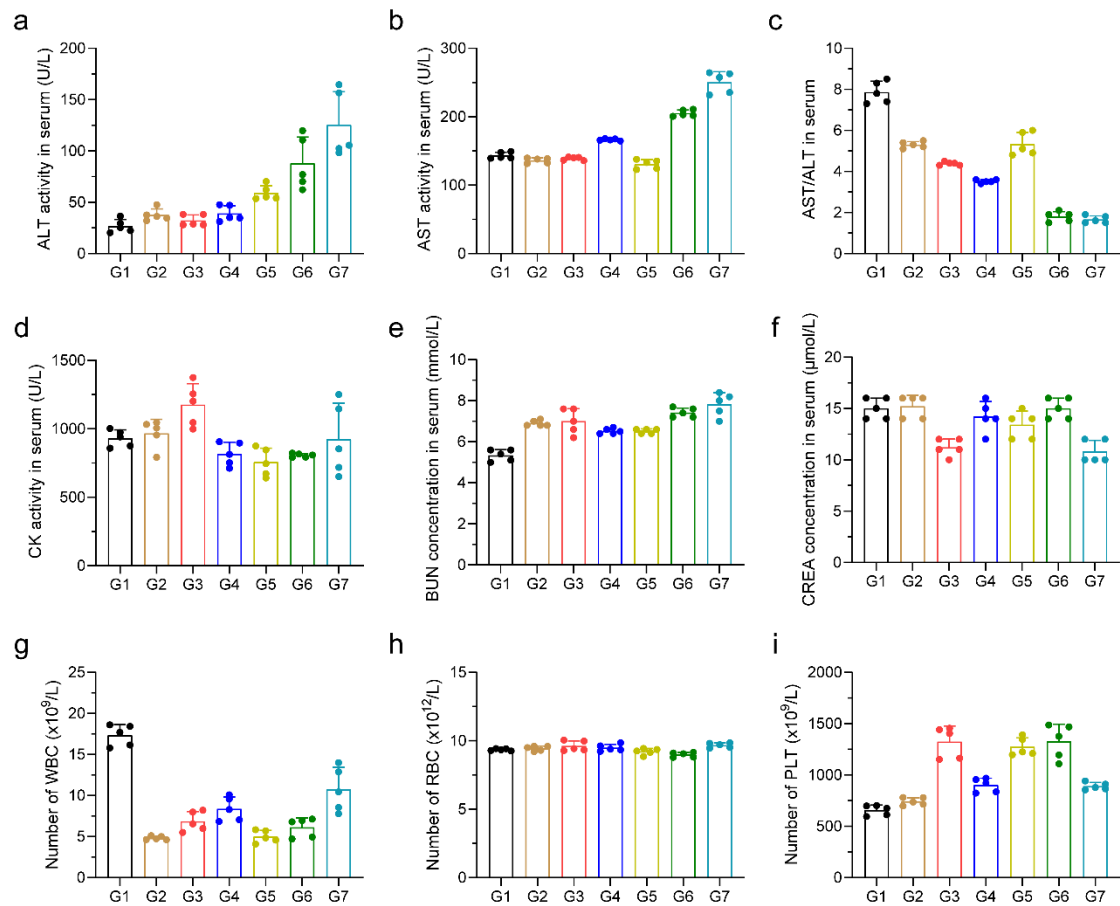 a
ALT activity in serum (U/L)
200
150
100
50
0
G1 G2 G3 G4 G5 G6 G7
b
AST activity in serum (U/L)
300
200
100
0
G1 G2 G3 G4 G5 G6 G7
c
AST/ALT in serum
10
8
6
4
2
0
G1 G2 G3 G4 G5 G6 G7
d
CK activity in serum (U/L)
1500
1000
500
0
G1 G2 G3 G4 G5 G6 G7
e
BUN concentration in serum (mmol/L)
10
8
6
4
2
0
G1 G2 G3 G4 G5 G6 G7
f
CREA concentration in serum (μmol/L)
20
15
10
5
0
G1 G2 G3 G4 G5 G6 G7
g
Number of WBC (x10⁹/L)
25
20
15
10
5
0
G1 G2 G3 G4 G5 G6 G7
h
Number of RBC (x10¹²/L)
15
10
5
0
G1 G2 G3 G4 G5 G6 G7
i
Number of PLT (x10⁹/L)
2000
1500
1000
500
0
G1 G2 G3 G4 G5 G6 G7